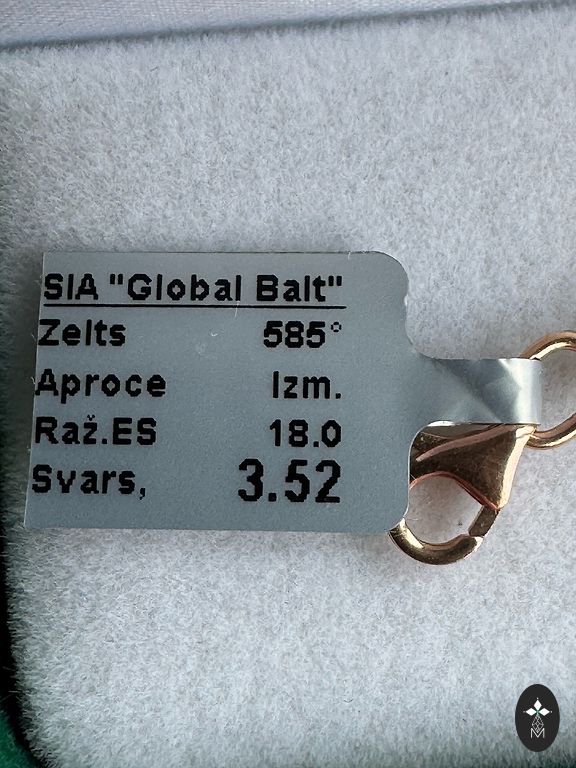 SIA "Global Balt"
Zelts 585°
Aproce Izm.
Raž.ES 18.0
Svars, 3.52
M